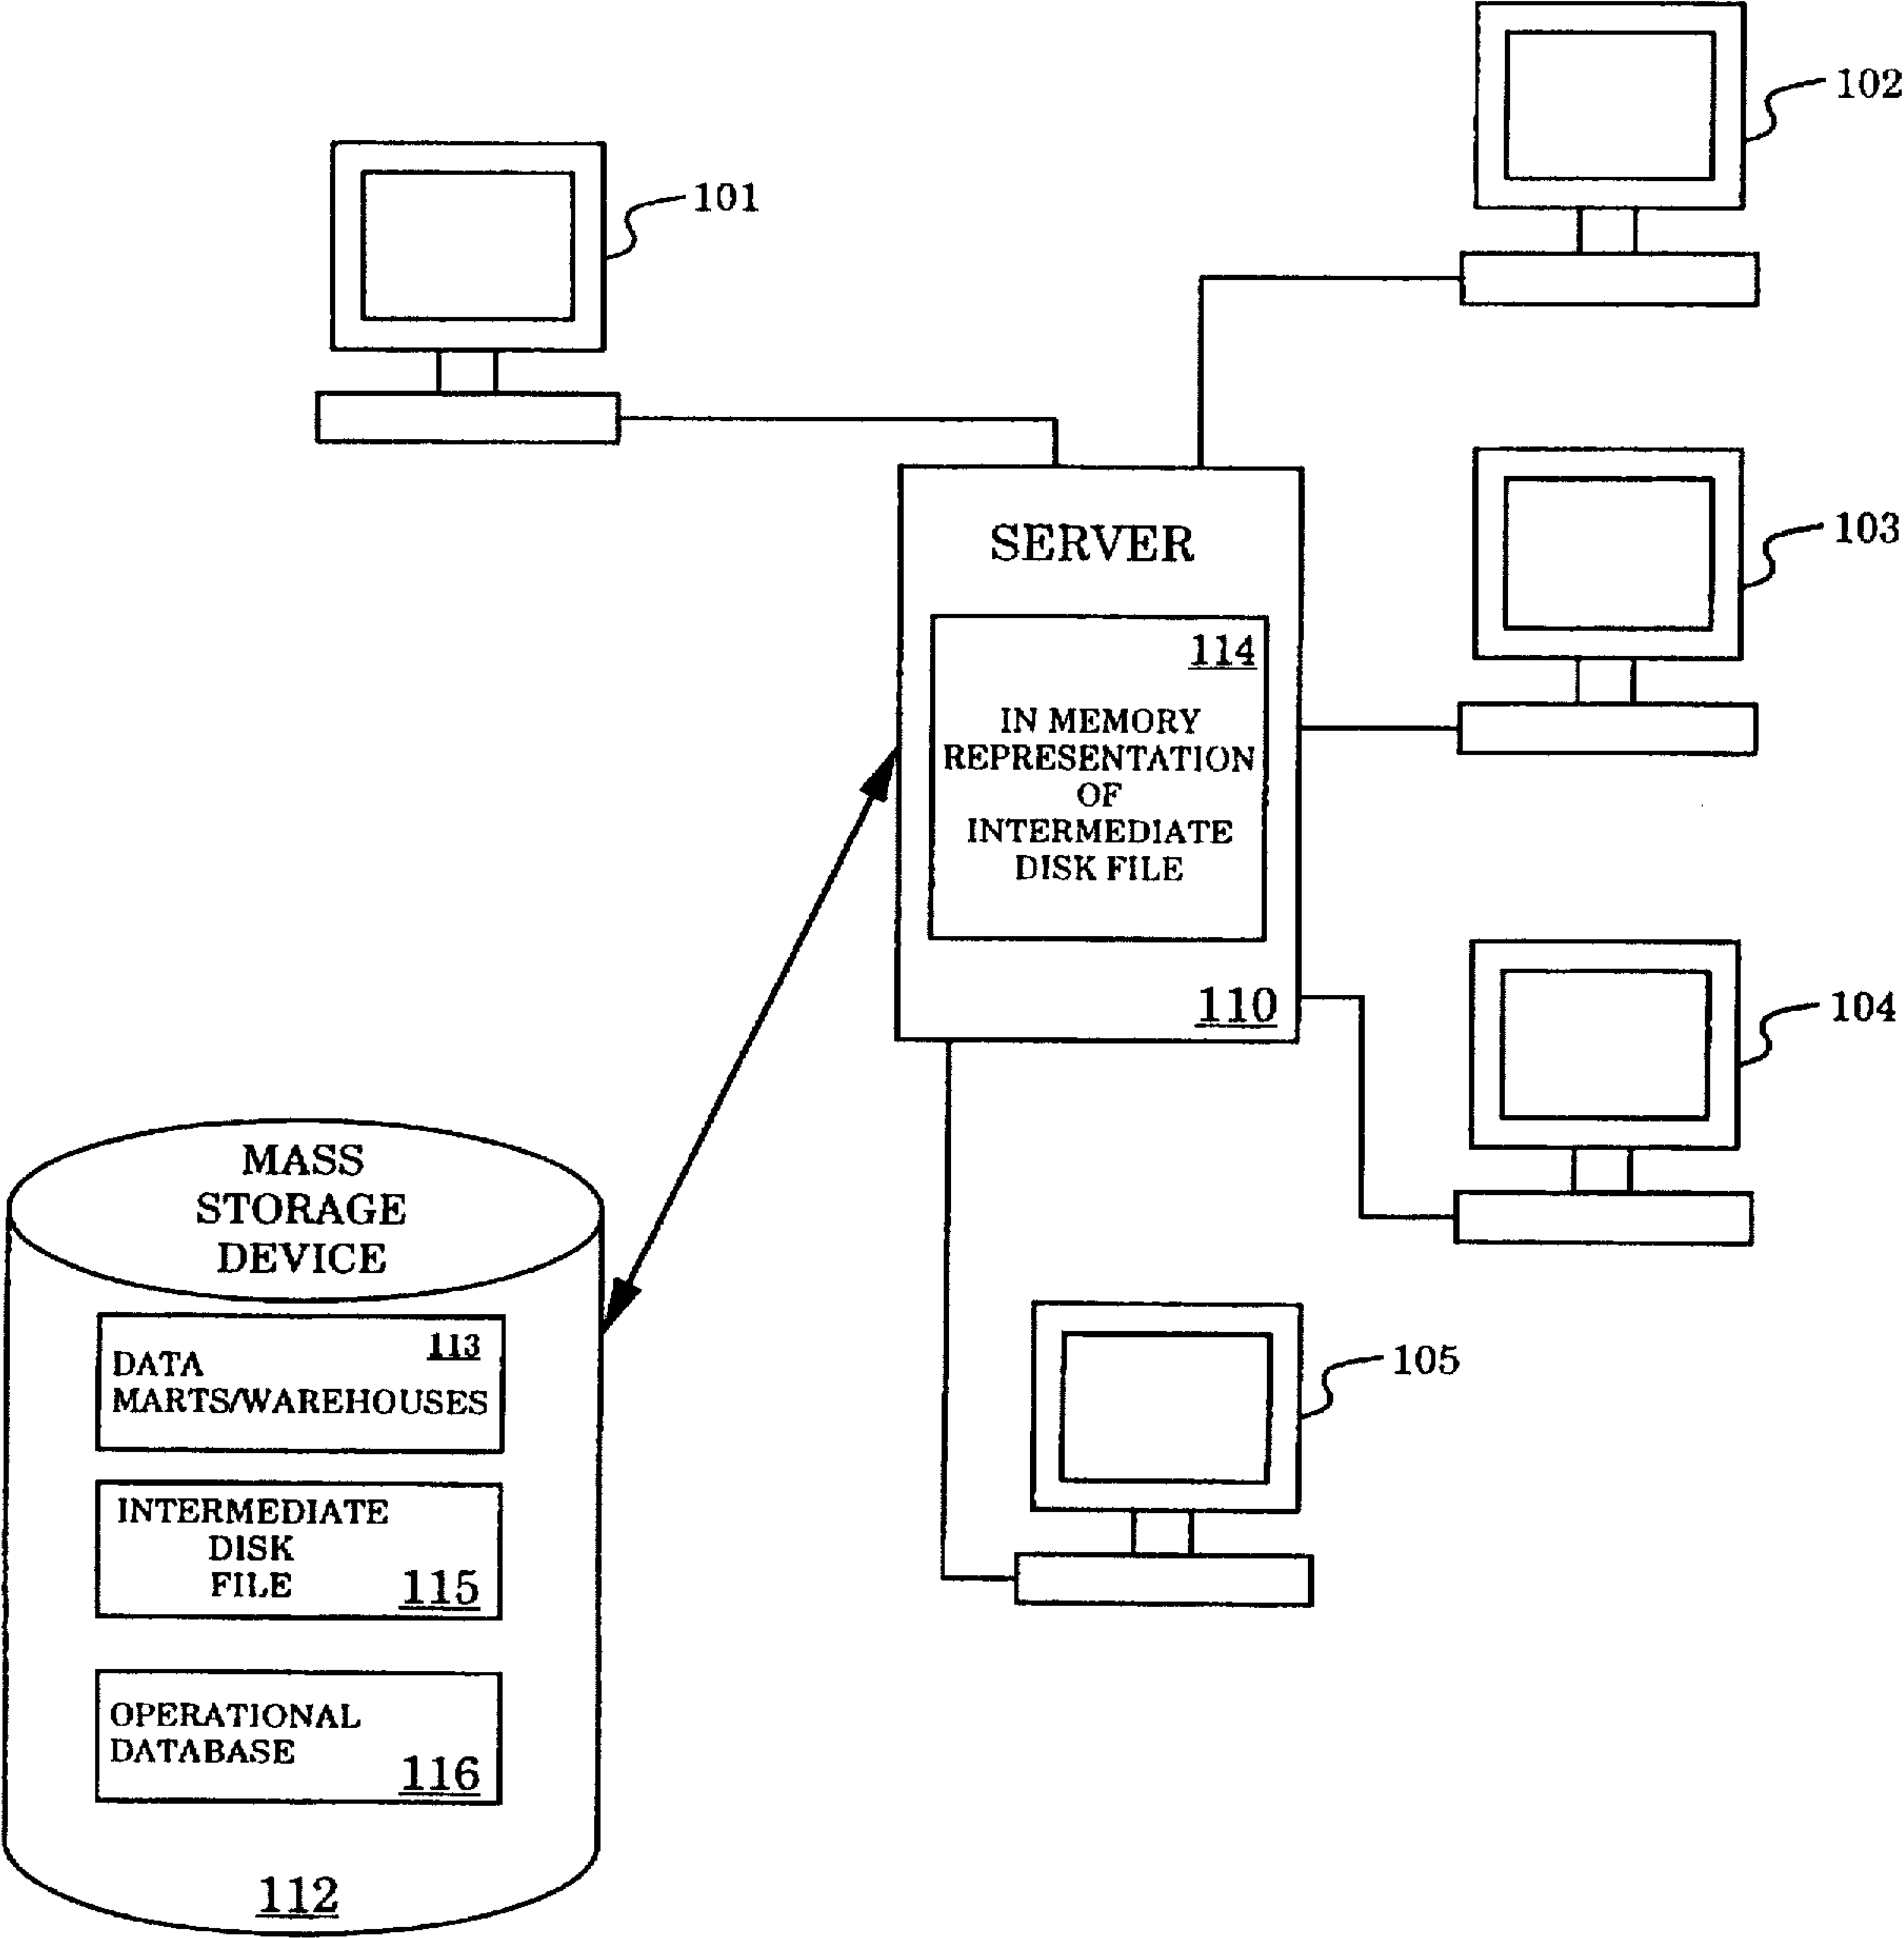 102
101
SERVER
103
114
IN MEMORY
REPRESENTATION
OF
INTERMEDIATE
DISK FILE
110
104
MASS
STORAGE
DEVICE
113
DATA
MARTS/WAREHOUSES
105
INTERMEDIATE
DISK
FILE
115
OPERATIONAL
DATABASE
116
112